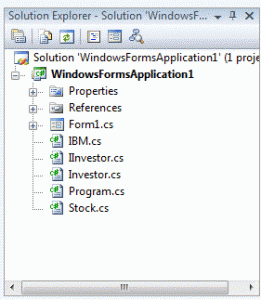 Solution Explorer - Solution 'WindowsF...
Solution 'WindowsFormsApplication1' (1 proje
WindowsFormsApplication1
Properties
References
Form1.cs
IBM.cs
IInvestor.cs
Investor.cs
Program.cs
Stock.cs